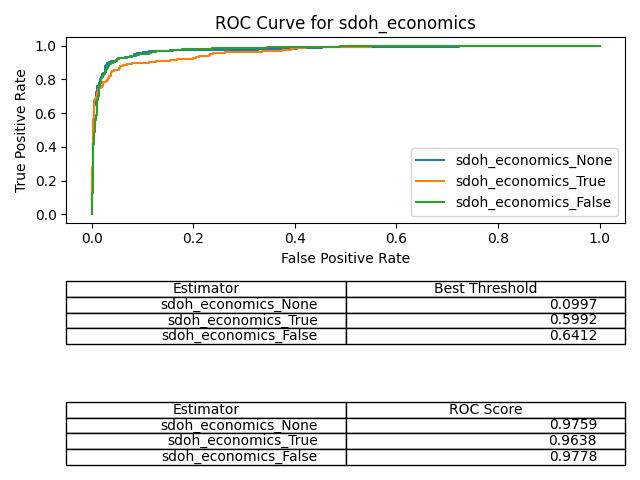 ROC Curve for sdoh_economics
True Positive Rate
1.0
0.8
0.6
0.4
0.2
0.0
sdoh_economics_None
sdoh_economics_True
sdoh_economics_False
0.0 0.2 0.4 0.6 0.8 1.0
False Positive Rate
Estimator Best Threshold
sdoh_economics_None 0.0997
sdoh_economics_True 0.5992
sdoh_economics_False 0.6412
Estimator ROC Score
sdoh_economics_None 0.9759
sdoh_economics_True 0.9638
sdoh_economics_False 0.9778